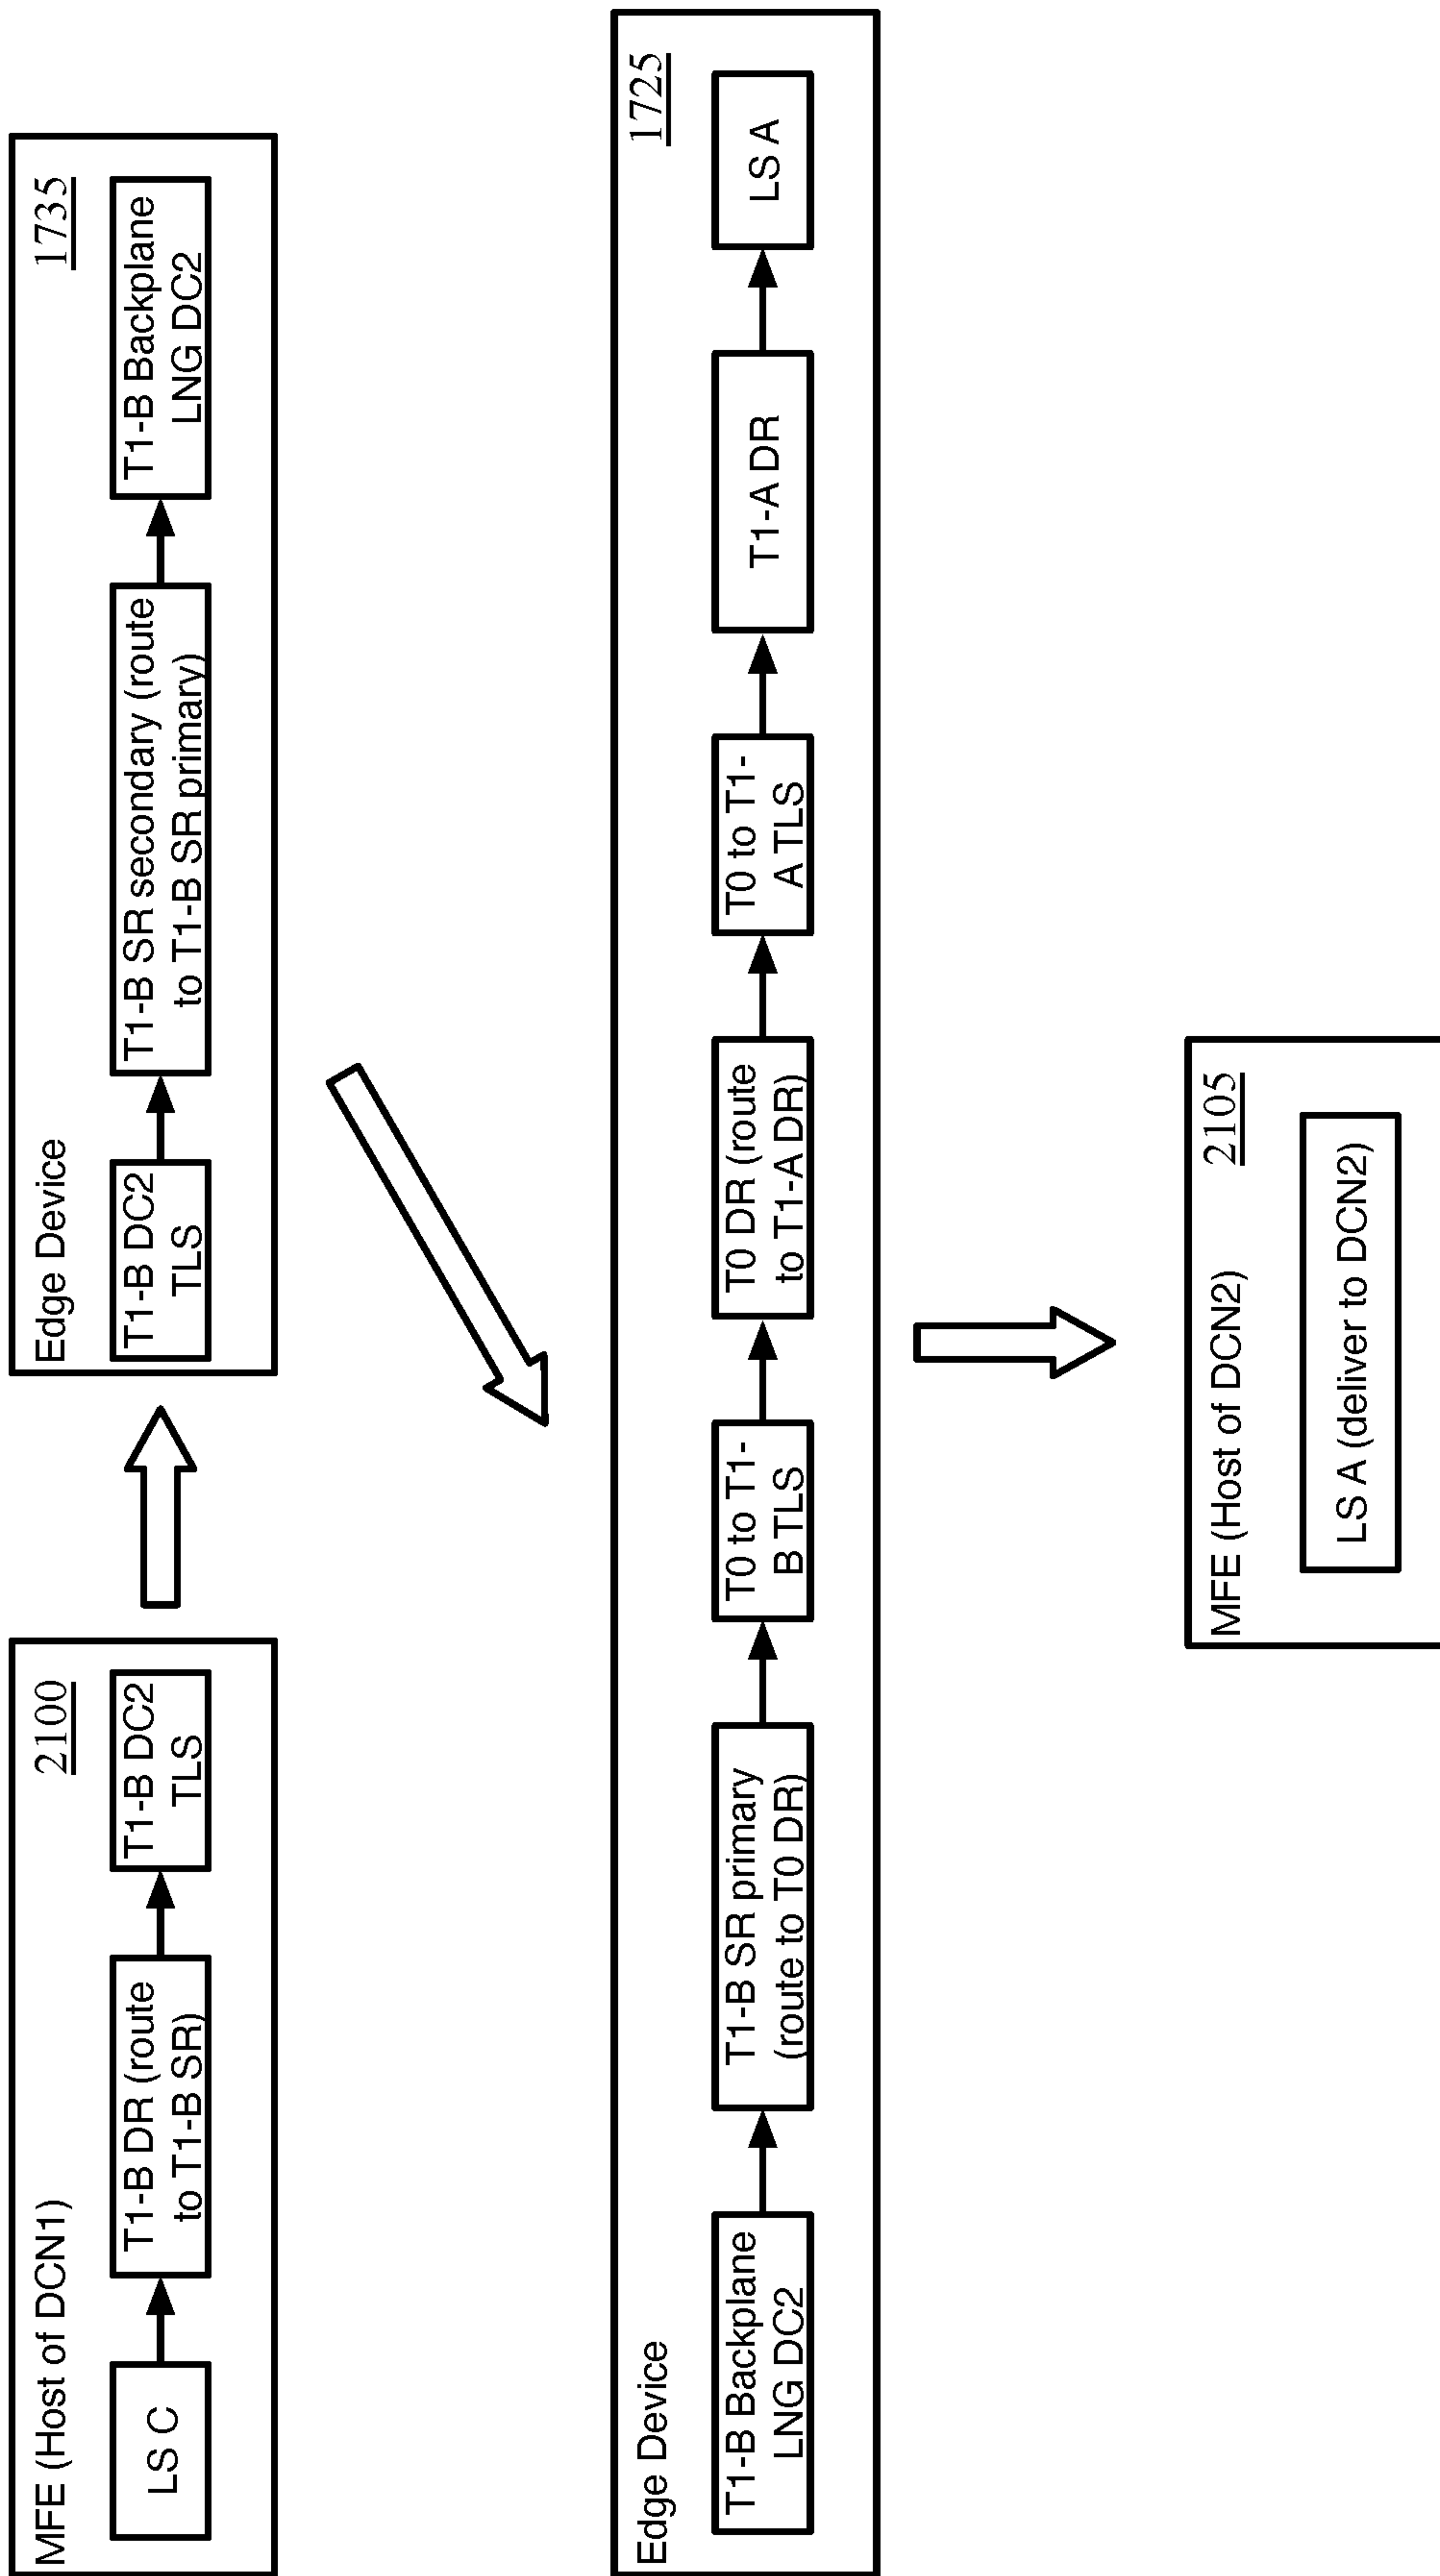 MFE (Host of DCN1)
2100
LS C
T1-B DR (route
to T1-B SR)
T1-B DC2
TLS
Edge Device
1735
T1-B DC2
TLS
T1-B SR secondary (route
to T1-B SR primary)
T1-B Backplane
LNG DC2
Edge Device
1725
T1-B Backplane
LNG DC2
T1-B SR primary
(route to T0 DR)
T0 to T1-
B TLS
T0 DR (route
to T1-A DR)
T0 to T1-
A TLS
T1-A DR
LS A
MFE (Host of DCN2)
2105
LS A (deliver to DCN2)